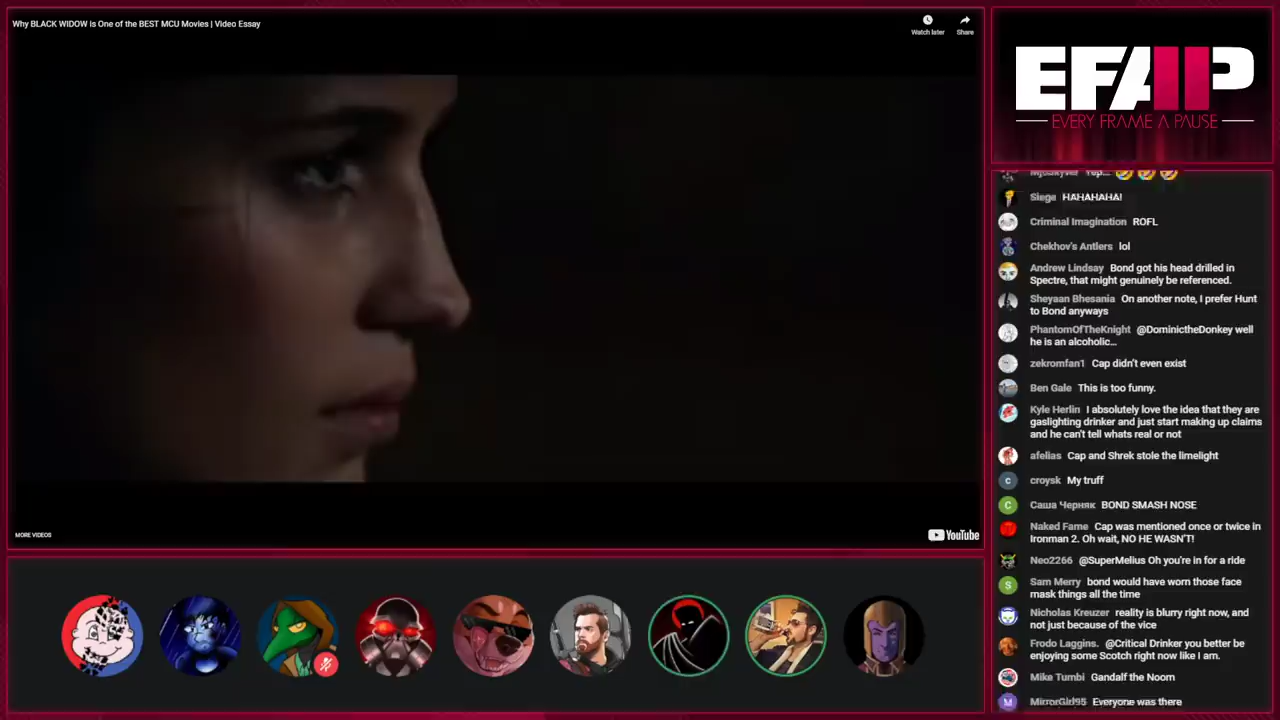 Why BLACK WIDOW is One of the BEST MCU Movies | Video Essay
Watch later
Share
MORE VIDEOS
YouTube
EFAP
EVERY FRAME A PAUSE
Yep...
Siege HAHAHAHA!
Criminal Imagination ROFL
Chekhov's Antlers lol
Andrew Lindsay Bond got his head drilled in
Spectre, that might genuinely be referenced.
Sheyaan Bhesania On another note, I prefer Hunt
to Bond anyways
PhantomOfTheKnight @DominictheDonkey well
he is an alcoholic...
zekromfan1 Cap didn't even exist
Ben Gale This is too funny.
Kyle Herlin I absolutely love the idea that they are
gaslighting drinker and just start making up claims
and he can't tell whats real or not
afelias Cap and Shrek stole the limelight
croysk My truff
Саша Черняк BOND SMASH NOSE
Naked Fame Cap was mentioned once or twice in
Ironman 2. Oh wait, NO HE WASN'T!
Neo2266 @SuperMelius Oh you're in for a ride
Sam Merry bond would have worn those face
mask things all the time
Nicholas Kreuzer reality is blurry right now, and
not just because of the vice
Frodo Laggins. @Critical Drinker you better be
enjoying some Scotch right now like I am.
Mike Tumbi Gandalf the Noom
Everyone was there